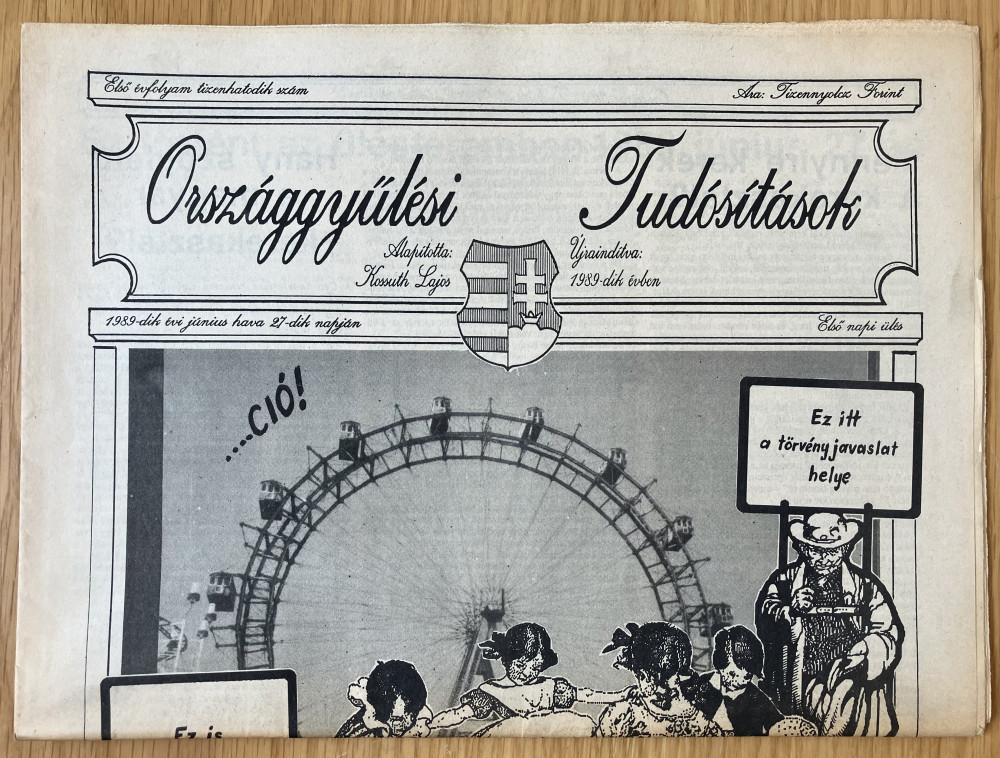 Első évfolyam tizenhatodik szám
Ára: Tizennyolcz Forint
Országgyűlési Tudósítások
Alapította:
Kossuth Lajos
Újraindítva:
1989-dik évben
1989-dik évi június hava 27-dik napján
Első napi ülés
....CIÓ!
Ez itt
a törvényjavaslat
helye
Ez is